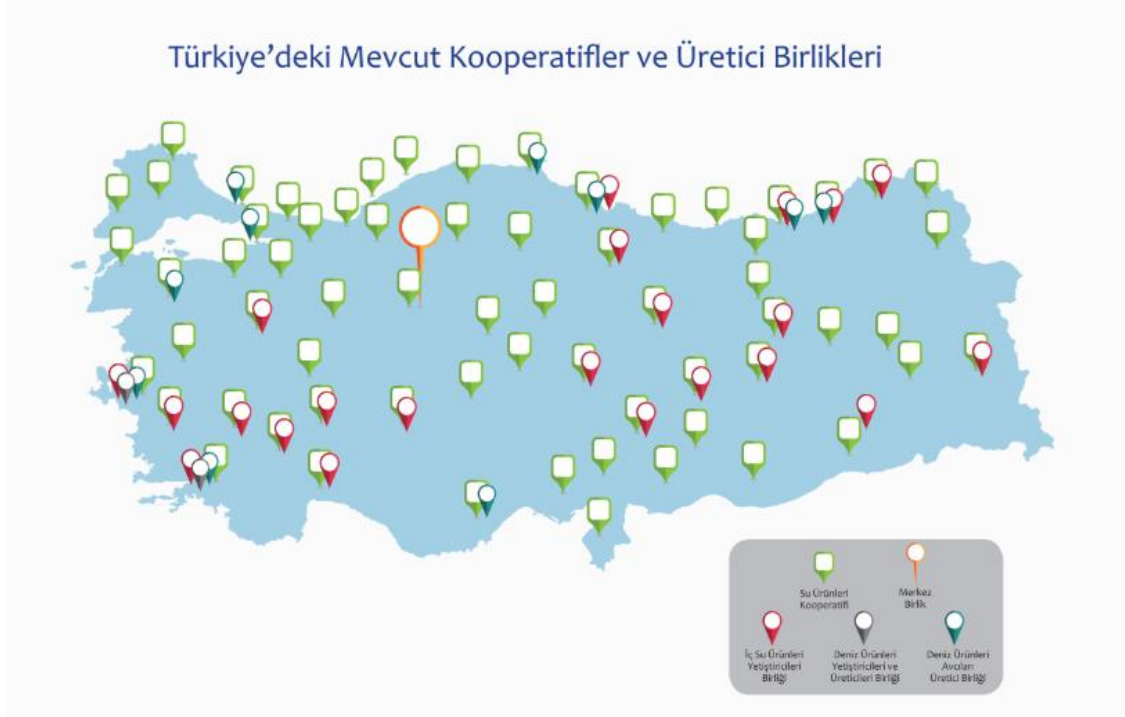 Türkiye’deki Mevcut Kooperatifler ve Üretici Birlikleri
Su Ürünleri
Kooperatifi
Merkez
Birlik
İç Su Ürünleri
Yetiştiricileri
Birliği
Deniz Ürünleri
Yetiştiricileri ve
Üreticileri Birliği
Deniz Ürünleri
Avcıları
Üretici Birliği